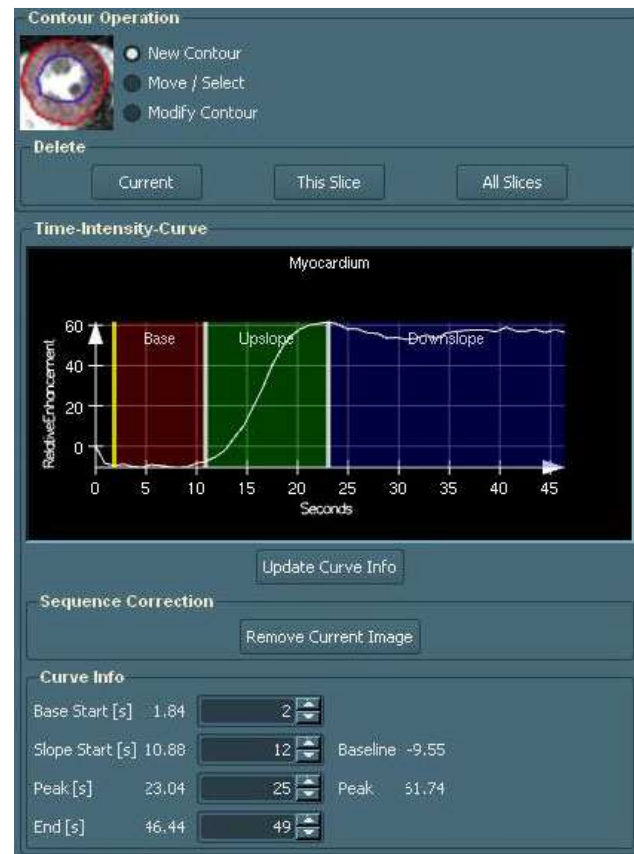 Contour Operation
New Contour
Move / Select
Modify Contour
Delete
Current This Slice All Slices
Time-Intensity-Curve
Myocardium
RelativeEnhancement
60
40
20
0
Base Upslope Downslope
0 5 10 15 20 25 30 35 40 45
Seconds
Update Curve Info
Sequence Correction
Remove Current Image
Curve Info
Base Start [s] 1.84 2
Slope Start [s] 10.88 12 Baseline -9.55
Peak [s] 23.04 25 Peak 61.74
End [s] 46.44 49